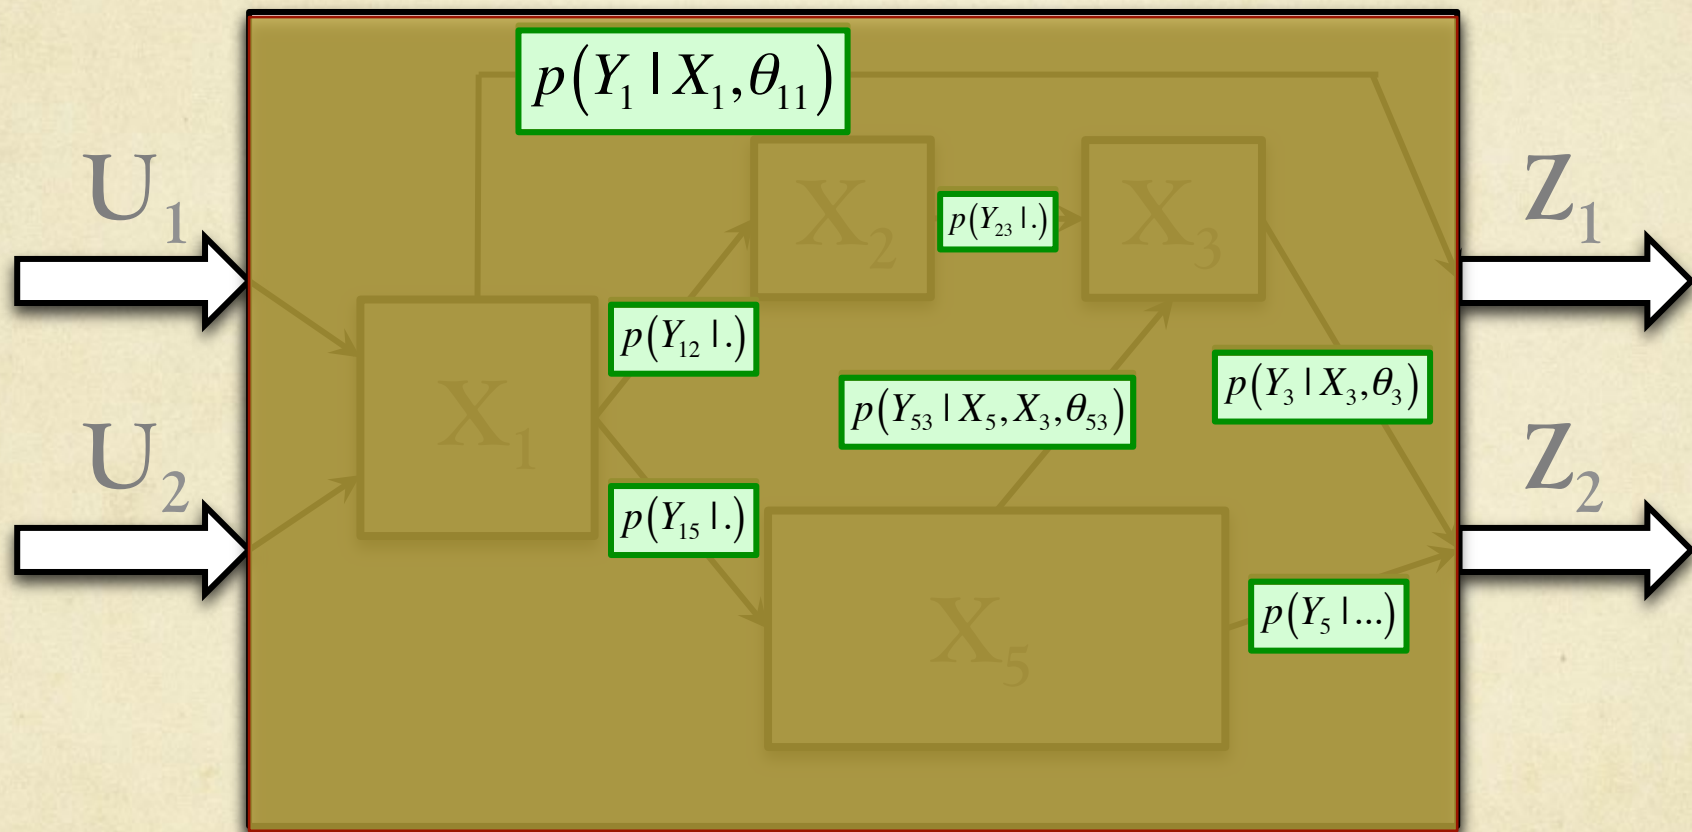 p(Y₁ | X₁,θ₁₁)
U₁
X₂
p(Y₂₃ |.)
X₃
Z₁
p(Y₁₂ |.)
X₁
p(Y₅₃ | X₅,X₃,θ₅₃)
p(Y₃ | X₃,θ₃)
U₂
Z₂
p(Y₁₅ |.)
X₅
p(Y₅ |...)